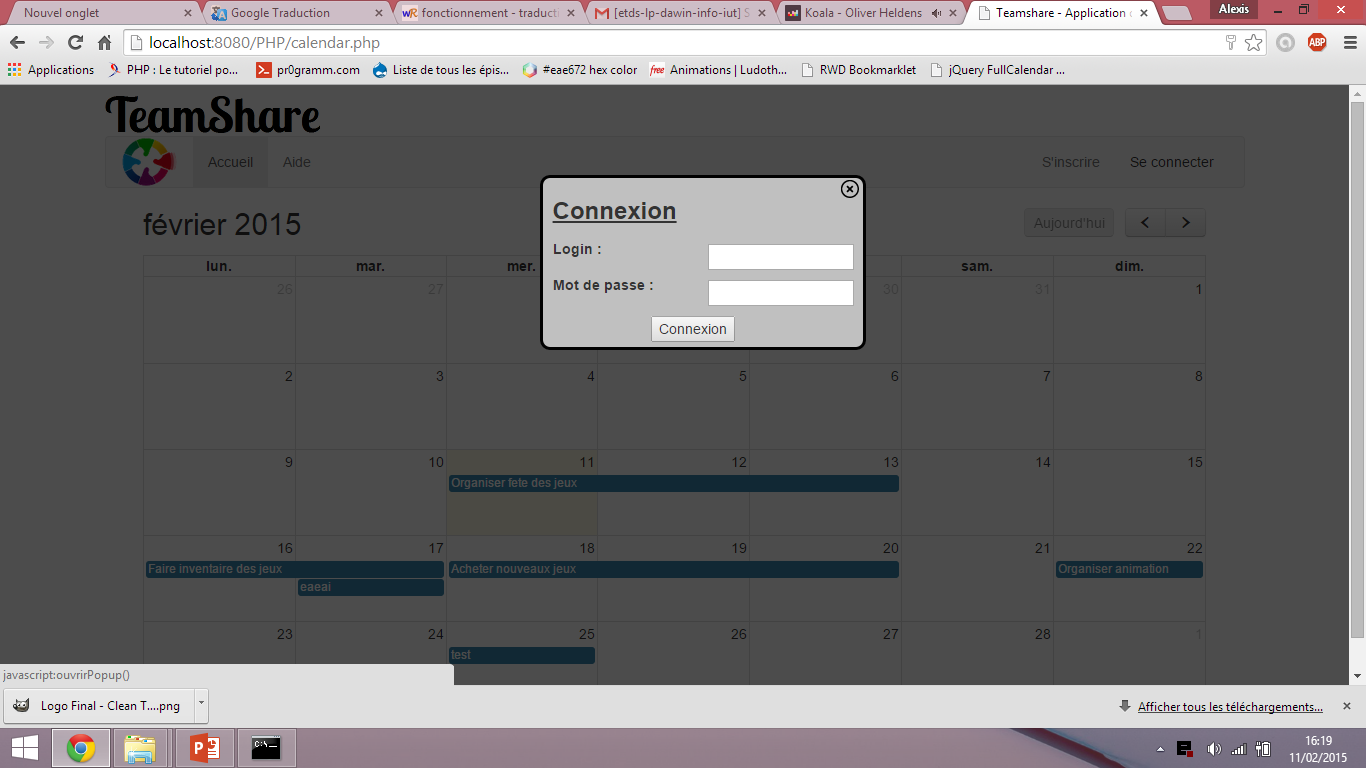 Nouvel onglet
Google Traduction
fonctionnement - traducti
[etds-lp-dawin-info-iut] S
Koala - Oliver Heldens
Teamshare - Application
Alexis
localhost:8080/PHP/calendar.php
ABP
Applications
PHP : Le tutoriel po...
pr0gramm.com
Liste de tous les épis...
#eae672 hex color
free
Animations | Ludoth...
RWD Bookmarklet
jQuery FullCalendar ...
TeamShare
Accueil
Aide
S'inscrire
Se connecter
février 2015
Aujourd'hui
Connexion
Login :
Mot de passe :
Connexion
lun.
mar.
mer.
sam.
dim.
26
27
30
31
1
2
3
4
5
6
7
8
9
10
11
12
13
14
15
Organiser fete des jeux
16
17
18
19
20
21
22
Faire inventaire des jeux
Acheter nouveaux jeux
Organiser animation
eaeai
23
24
25
26
27
28
1
test
javascript:ouvrirPopup()
Logo Final - Clean T....png
Afficher tous les téléchargements...
C:\
16:19
11/02/2015